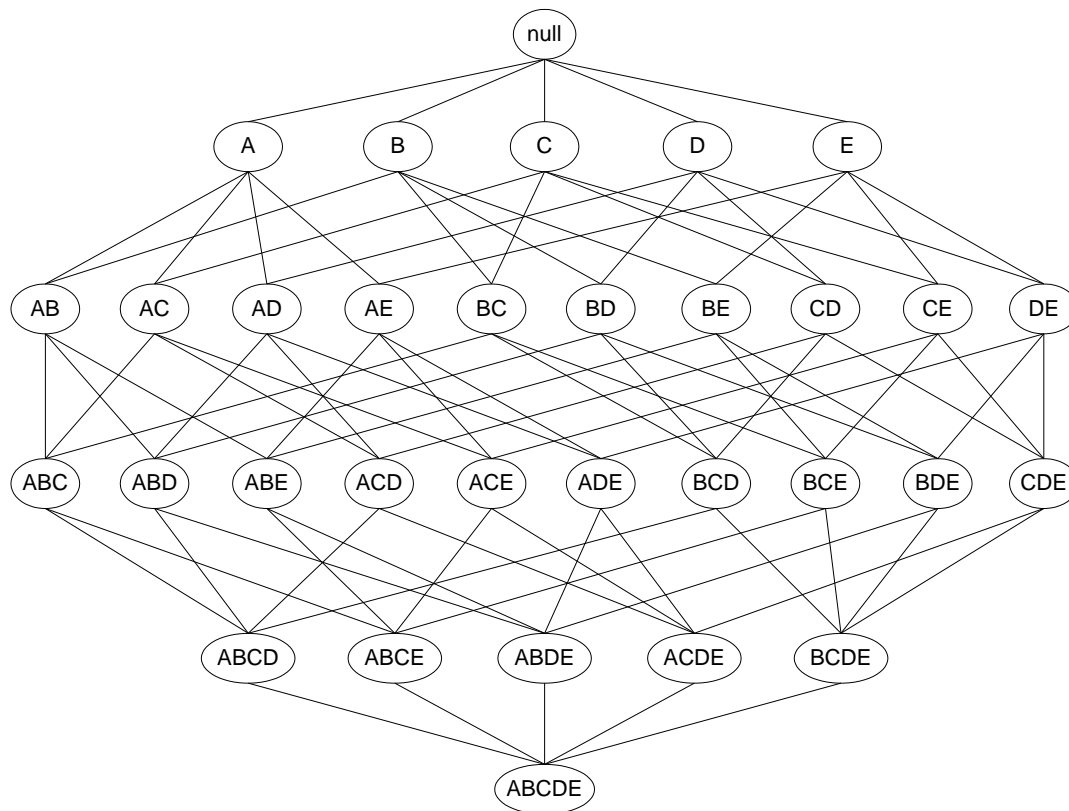 null
A B C D E
AB AC AD AE BC BD BE CD CE DE
ABC ABD ABE ACD ACE ADE BCD BCE BDE CDE
ABCD ABCE ABDE ACDE BCDE
ABCDE